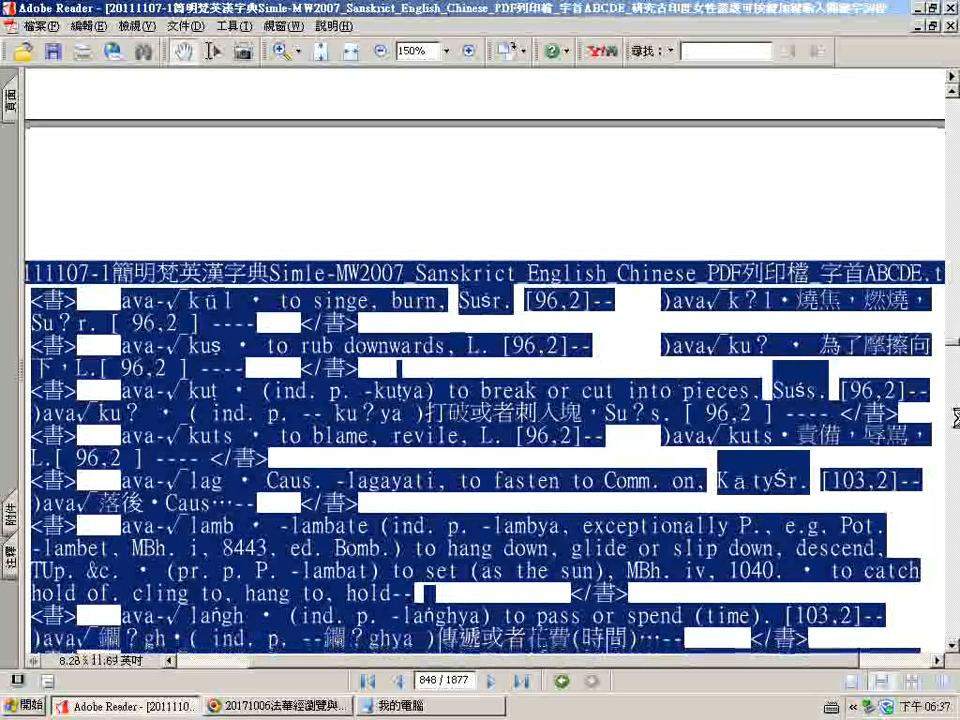 Adobe Reader - [20111107-1簡明梵英漢字典Simle-MW2007_Sanskrict_English_Chinese_PDF列印檔_字首ABCDE_研究古印度女性
檔案(F) 編輯(E) 檢視(V) 文件(D) 工具(T) 視窗(W) 說明(H)
150% 尋找:
頁面
111107-1簡明梵英漢字典Simle-MW2007_Sanskrict_English_Chinese_PDF列印檔_字首ABCDE.t
<書> ava-√kūl • to singe, burn, Suśr. [96,2]-- )ava√k?l•燒焦，燃燒，
Su?r. [ 96,2 ] ---- </書>
<書> ava-√kuṣ • to rub downwards, L. [96,2]-- )ava√ku? • 為了摩擦向
下，L.[ 96,2 ] ---- </書>
<書> ava-√kuṭ • (ind. p. -kuṭya) to break or cut into pieces, Suśs. [96,2]--
)ava√ku? • ( ind. p. -- ku?ya )打破或者刺入塊，Su?s. [ 96,2 ] ---- </書>
<書> ava-√kuts • to blame, revile, L. [96,2]-- )ava√kuts•責備，辱罵，
L.[ 96,2 ] ---- </書>
<書> ava-√lag • Caus. -lagayati, to fasten to Comm. on, KātyŚr. [103,2]--
)ava√落後•Caus…-- </書>
<書> ava-√lamb • -lambate (ind. p. -lambya, exceptionally P., e.g. Pot.
-lambet, MBh. i, 8443, ed. Bomb.) to hang down, glide or slip down, descend,
TUp. &c. • (pr. p. P. -lambat) to set (as the sun), MBh. iv, 1040. • to catch
hold of, cling to, hang to, hold-- </書>
<書> ava-√laṅgh • (ind. p. -laṅghya) to pass or spend (time). [103,2]--
)ava√鑭?gh•( ind. p. --鑭?ghya )傳遞或者花費(時間)…-- </書>
附件
註釋
8.26 x 11.69 英吋
848 / 1877
開始 Adobe Reader - [2011110... 20171006法華經瀏覽與... 我的電腦 下午 06:37